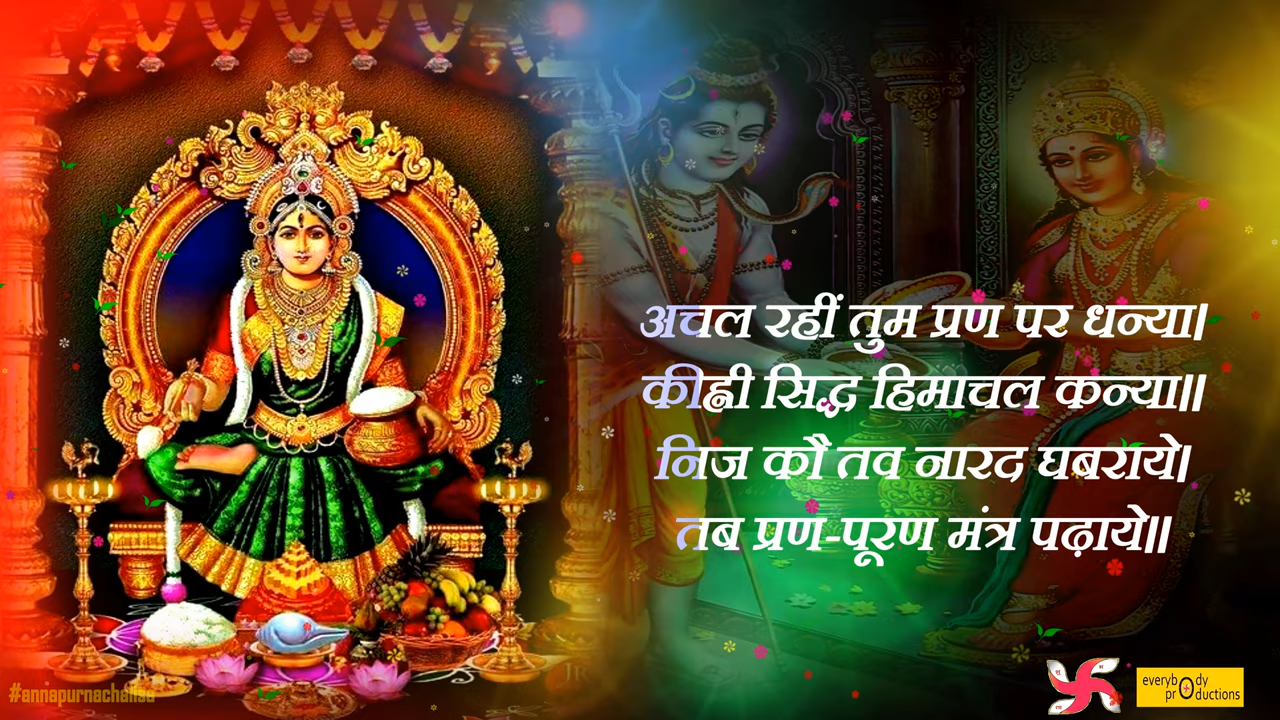 अचल रहीं तुम प्रण पर धन्या।
कीह्नी सिद्ध हिमाचल कन्या॥
निज कौ तव नारद घबराये।
तब प्रण-पूरण मंत्र पढ़ाये॥
#annapurnachalisa
everybody
productions